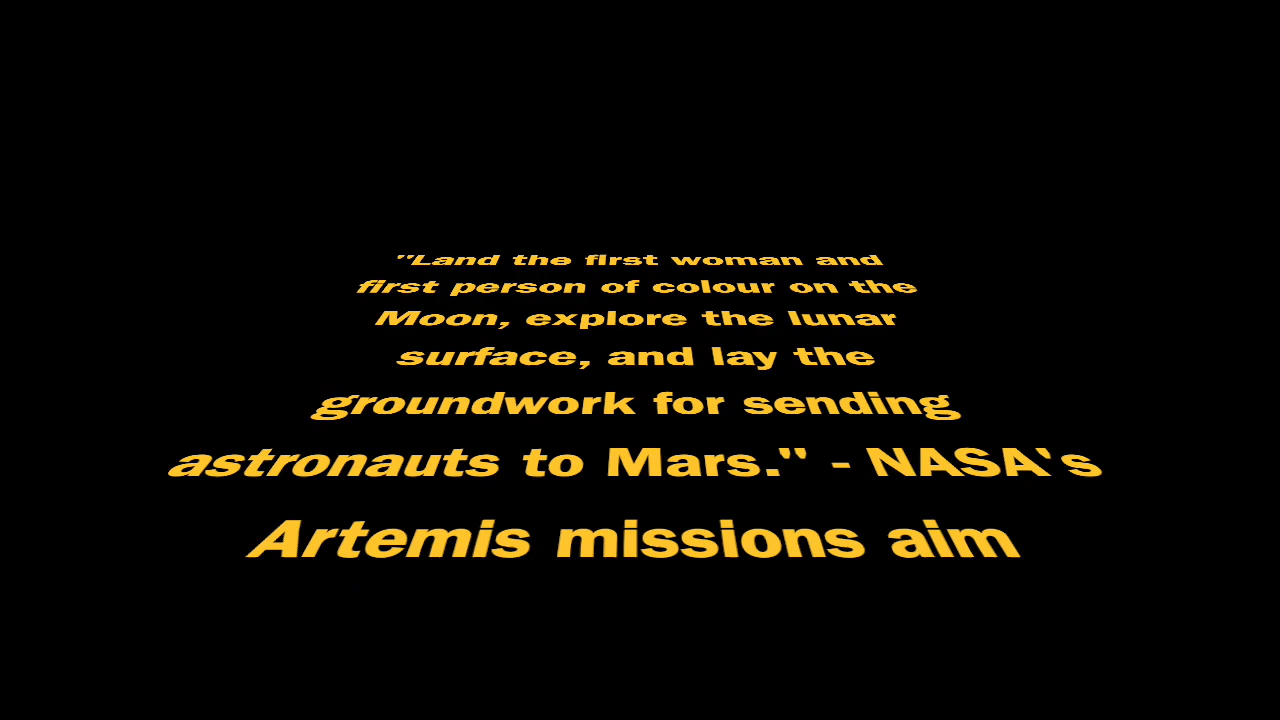 "Land the first woman and
first person of colour on the
Moon, explore the lunar
surface, and lay the
groundwork for sending
astronauts to Mars." - NASA's
Artemis missions aim